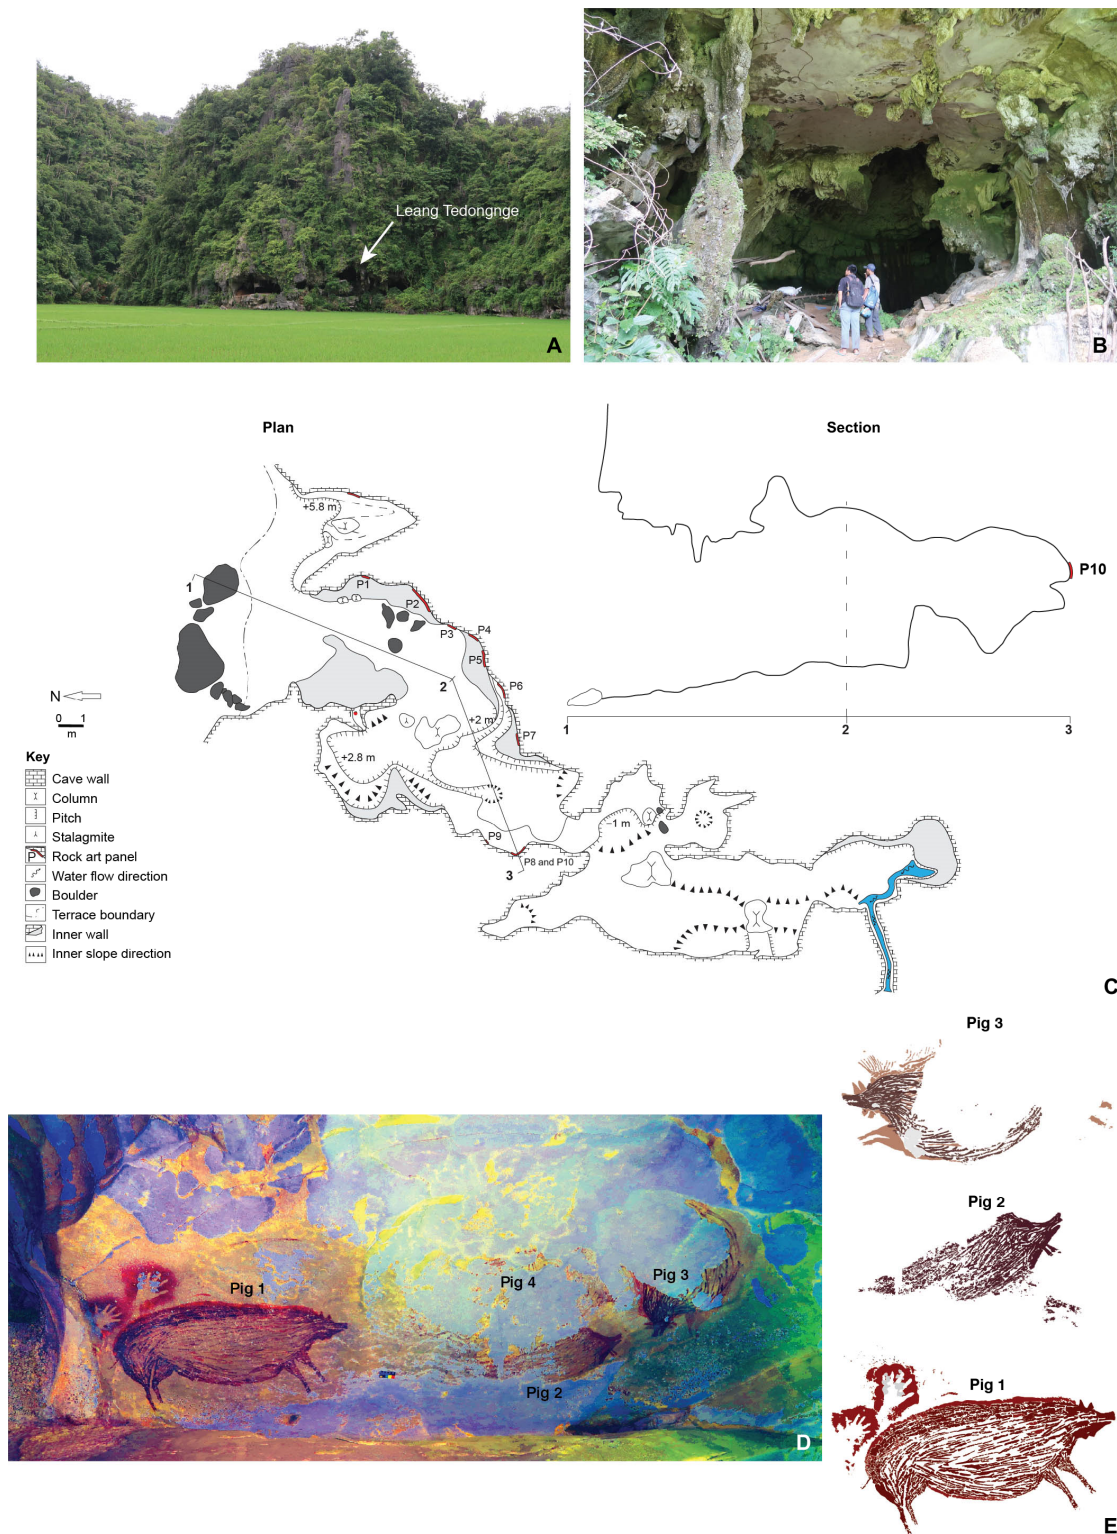 Leang Tedongnge
A
B
Plan
Section
+5.8 m
1
P1
P2
P3
P4
P5
P6
P7
2
+2 m
+2.8 m
N
0 1
m
P9
P8 and P10
3
−1 m
P10
1
2
3
Key
Cave wall
Column
Pitch
Stalagmite
P
Rock art panel
Water flow direction
Boulder
Terrace boundary
Inner wall
Inner slope direction
C
Pig 1
Pig 4
Pig 3
Pig 2
D
Pig 3
Pig 2
Pig 1
E